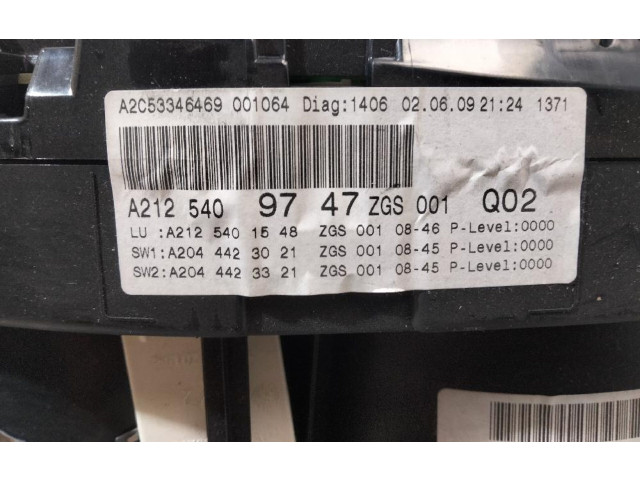 A2C53346469 001064 Diag:1406 02.06.09 21:24 1371
A212 540 97 47 ZGS 001 Q02
LU :A212 540 15 48 ZGS 001 08-46 P-Level:0000
SW1:A204 442 30 21 ZGS 001 08-45 P-Level:0000
SW2:A204 442 33 21 ZGS 001 08-45 P-Level:0000